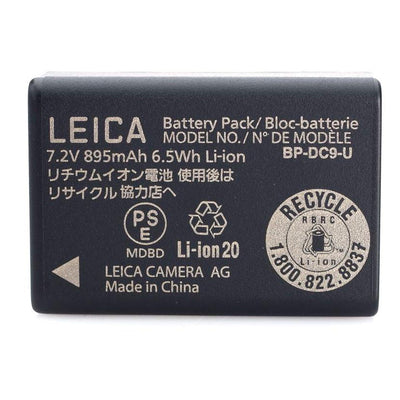 LEICA
Battery Pack/ Bloc-batterie
MODEL NO./ N° DE MODÈLE
BP-DC9-U
7.2V 895mAh 6.5Wh Li-ion
リチウムイオン電池 使用後は
リサイクル 協力店へ
PS
E
MDBD
Li-ion20
RECYCLE
RBRC
Li-ion
1.800.822.8837
LEICA CAMERA AG
Made in China